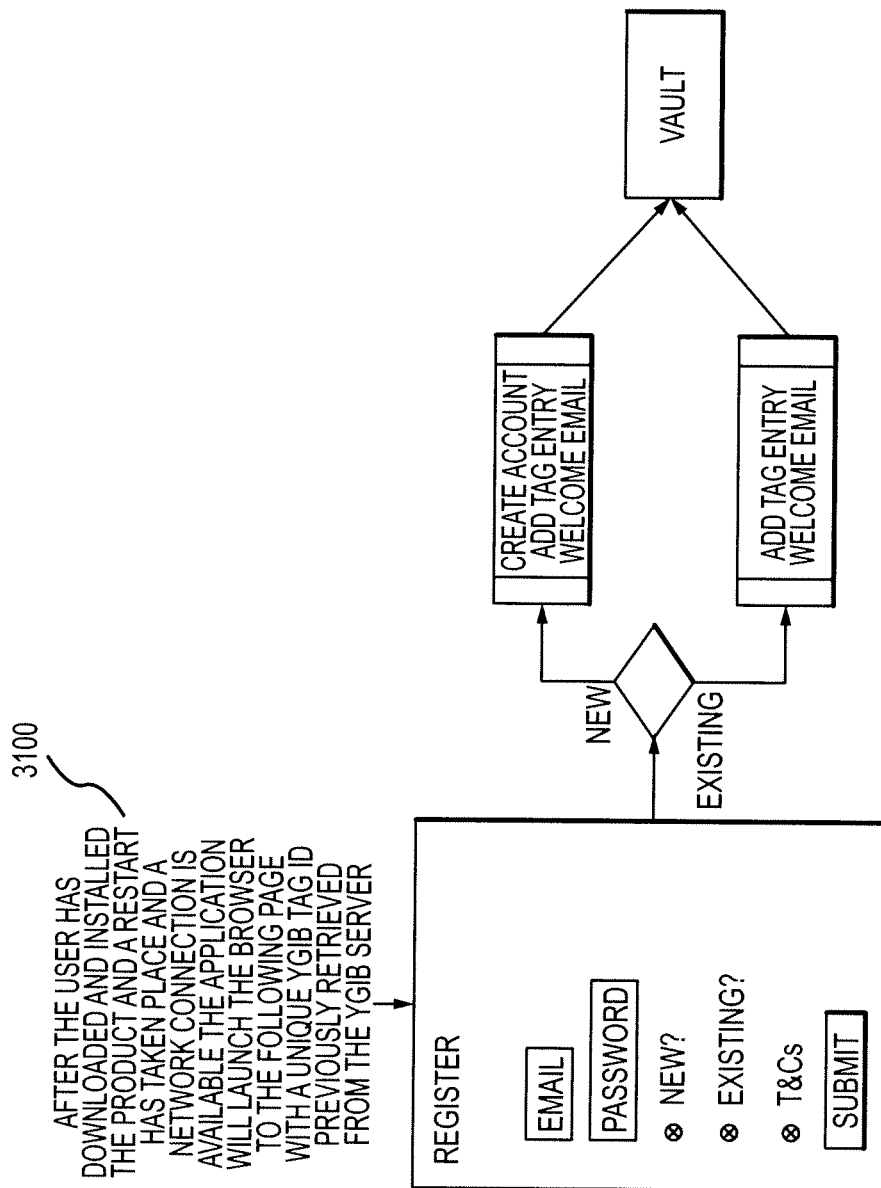 3100
AFTER THE USER HAS
DOWNLOADED AND INSTALLED
THE PRODUCT AND A RESTART
HAS TAKEN PLACE AND A
NETWORK CONNECTION IS
AVAILABLE THE APPLICATION
WILL LAUNCH THE BROWSER
TO THE FOLLOWING PAGE
WITH A UNIQUE YGIB TAG ID
PREVIOUSLY RETRIEVED
FROM THE YGIB SERVER
REGISTER
EMAIL
PASSWORD
⊗ NEW?
⊗ EXISTING?
⊗ T&Cs
SUBMIT
NEW
EXISTING
CREATE ACCOUNT
ADD TAG ENTRY
WELCOME EMAIL
ADD TAG ENTRY
WELCOME EMAIL
VAULT